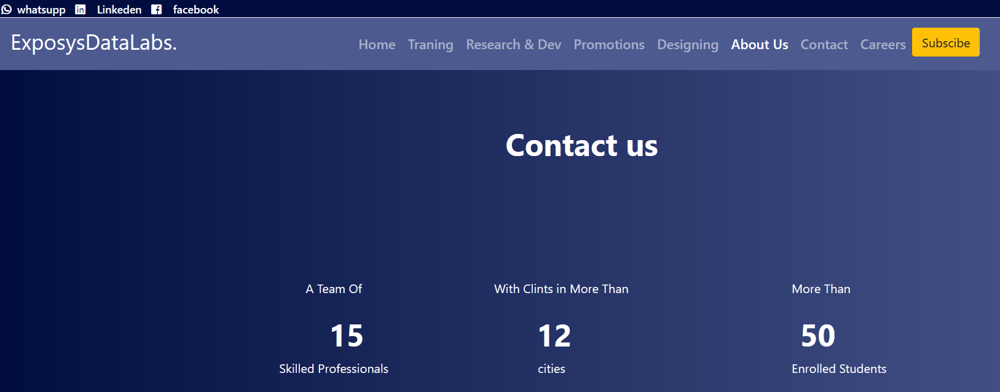 whatsupp Linkeden facebook
ExposysDataLabs. Home Traning Research & Dev Promotions Designing About Us Contact Careers Subscibe
Contact us
A Team Of With Clints in More Than More Than
15 12 50
Skilled Professionals cities Enrolled Students